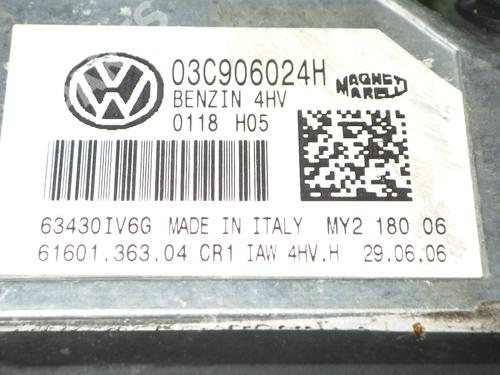 03C906024H
BENZIN 4HV
0118 H05
MAGNETI
MARELLI
63430IV6G MADE IN ITALY MY2 180 06
61601.363.04 CR1 IAW 4HV.H 29.06.06